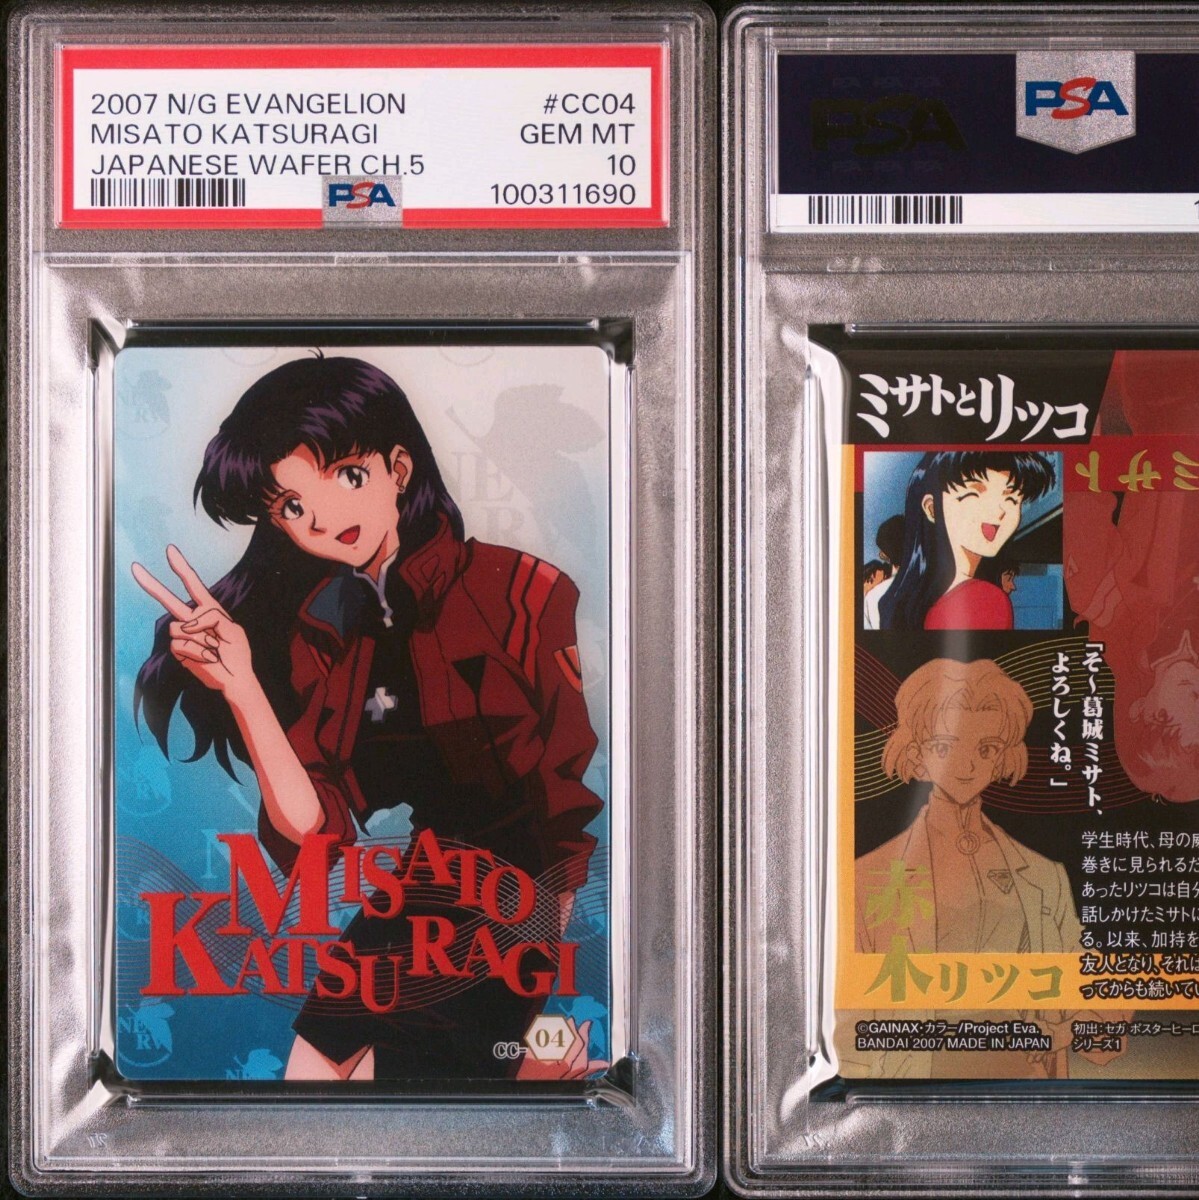 2007 N/G EVANGELION #CC04
MISATO KATSURAGI GEM MT
JAPANESE WAFER CH.5 10
PSA 100311690
NERV
MISATO
KATSURAGI
CC-04
PSA
PSA
ミサトとリツコ
ミサト
「そ〜葛城ミサト、
よろしくね。」
赤木リツコ
学生時代、母の
巻きに見られるだ
あったリツコは自分
話しかけたミサトに
る。以来、加持を
友人となり、それは
ってからも続いてい
©GAINAX・カラー/Project Eva.
BANDAI 2007 MADE IN JAPAN
初出:セガ ポスターヒーロ
シリーズ1